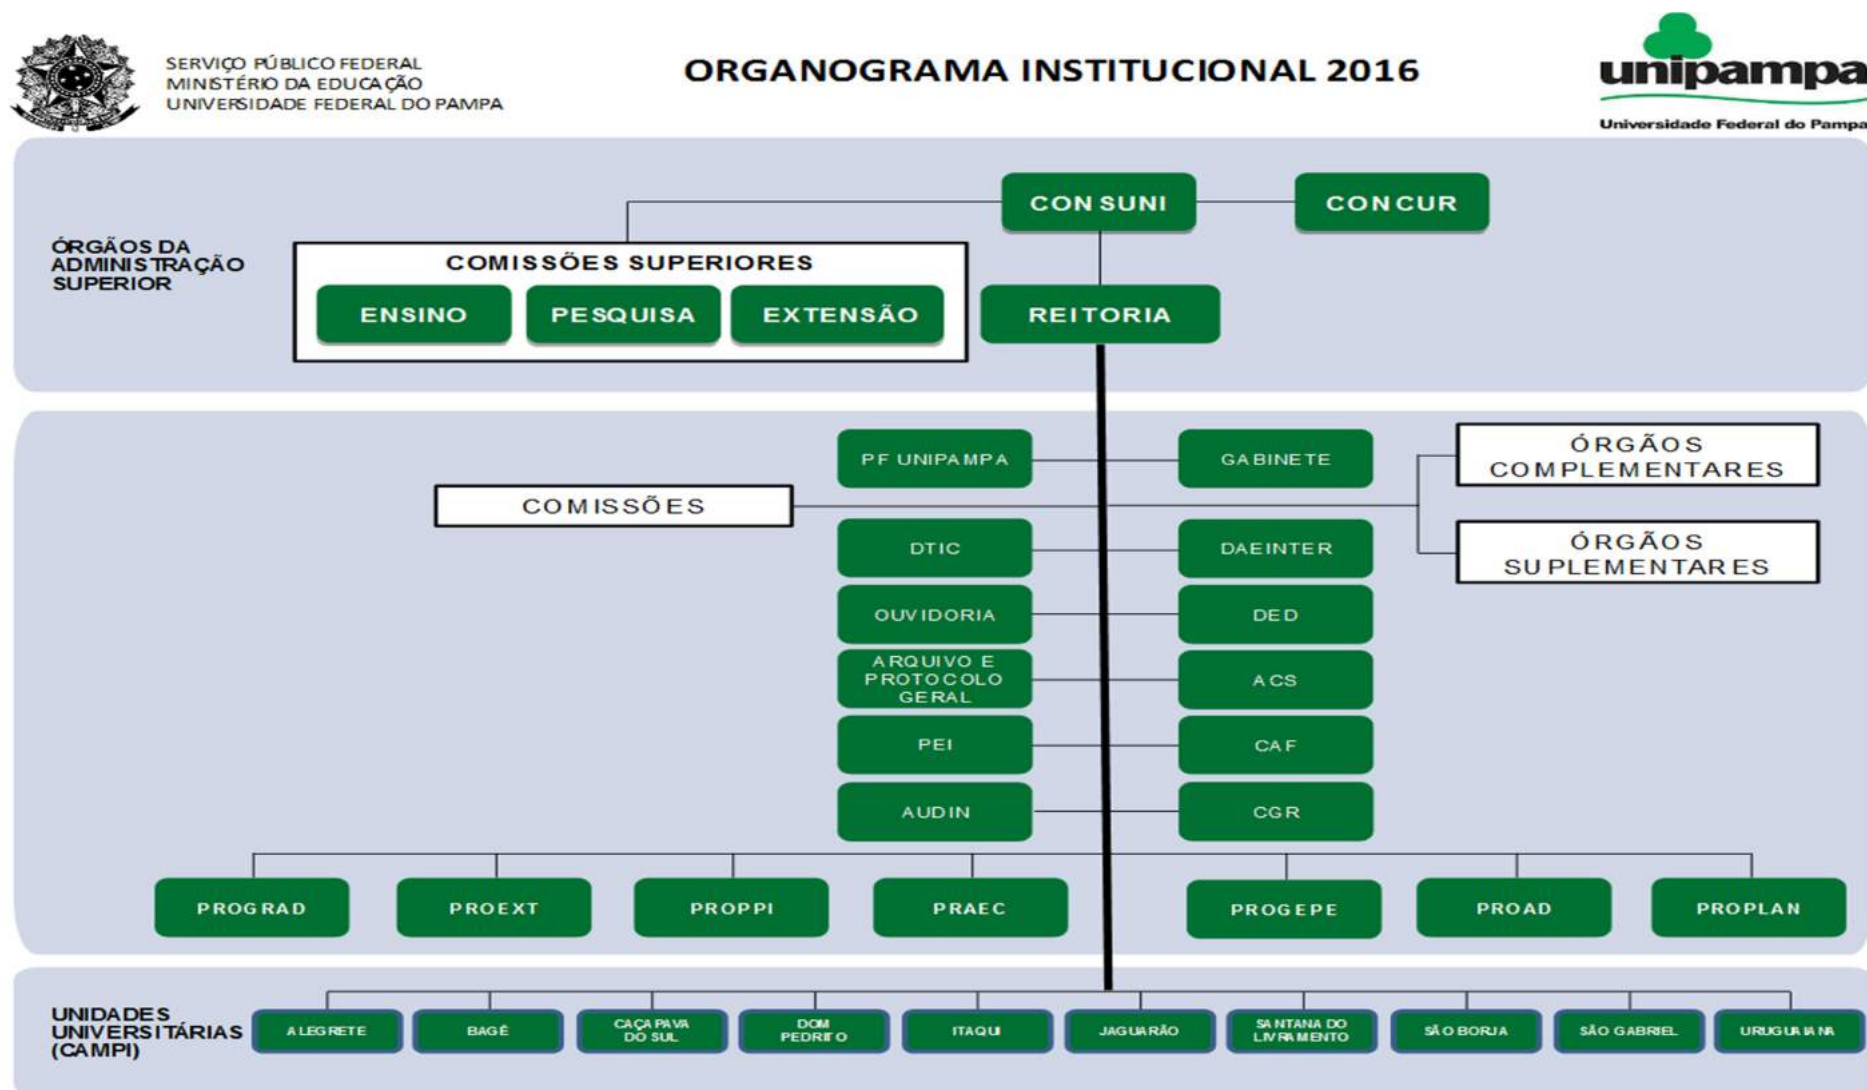 SERVIÇO PÚBLICO FEDERAL
MINISTÉRIO DA EDUCAÇÃO
UNIVERSIDADE FEDERAL DO PAMPA
ORGANOGRAMA INSTITUCIONAL 2016
unipampa
Universidade Federal do Pampa
ÓRGÃOS DA
ADMINISTRAÇÃO
SUPERIOR
CONSUNI
CONCUR
COMISSÕES SUPERIORES
ENSINO
PESQUISA
EXTENSÃO
REITORIA
PF UNIPAMPA
GABINETE
ÓRGÃOS
COMPLEMENTARES
COMISSÕES
ÓRGÃOS
SUPLEMENTARES
DTIC
DAEINTER
OUVIDORIA
DED
ARQUIVO E
PROTOCOLO
GERAL
ACS
PEI
CAF
AUDIN
CGR
PROGRAD
PROEXT
PROPPI
PRAEC
PROGEPE
PROAD
PROPLAN
UNIDADES
UNIVERSITÁRIAS
(CAMPI)
ALEGRETE
BAGÉ
CAÇAPAVA
DO SUL
DOM
PEDRITO
ITAQUI
JAGUARÃO
SANTANA DO
LIVRAMENTO
SÃO BORJA
SÃO GABRIEL
URUGUAIANA